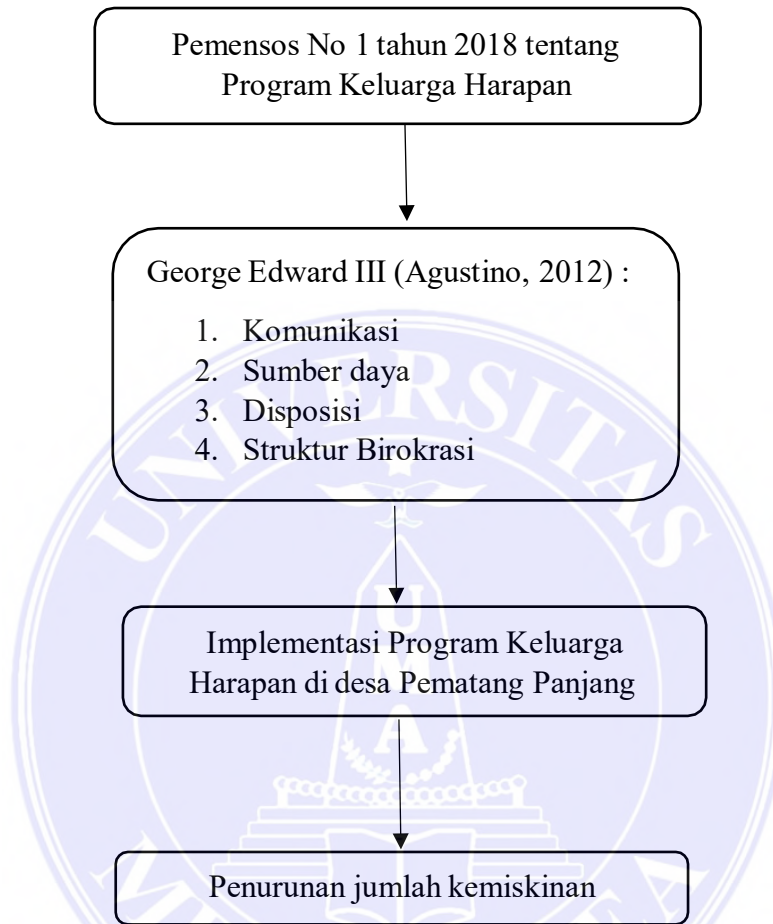 Pemensos No 1 tahun 2018 tentang
Program Keluarga Harapan
George Edward III (Agustino, 2012) :
1. Komunikasi
2. Sumber daya
3. Disposisi
4. Struktur Birokrasi
UNIVERSITAS
Implementasi Program Keluarga
Harapan di desa Pematang Panjang
U
M
A
Penurunan jumlah kemiskinan